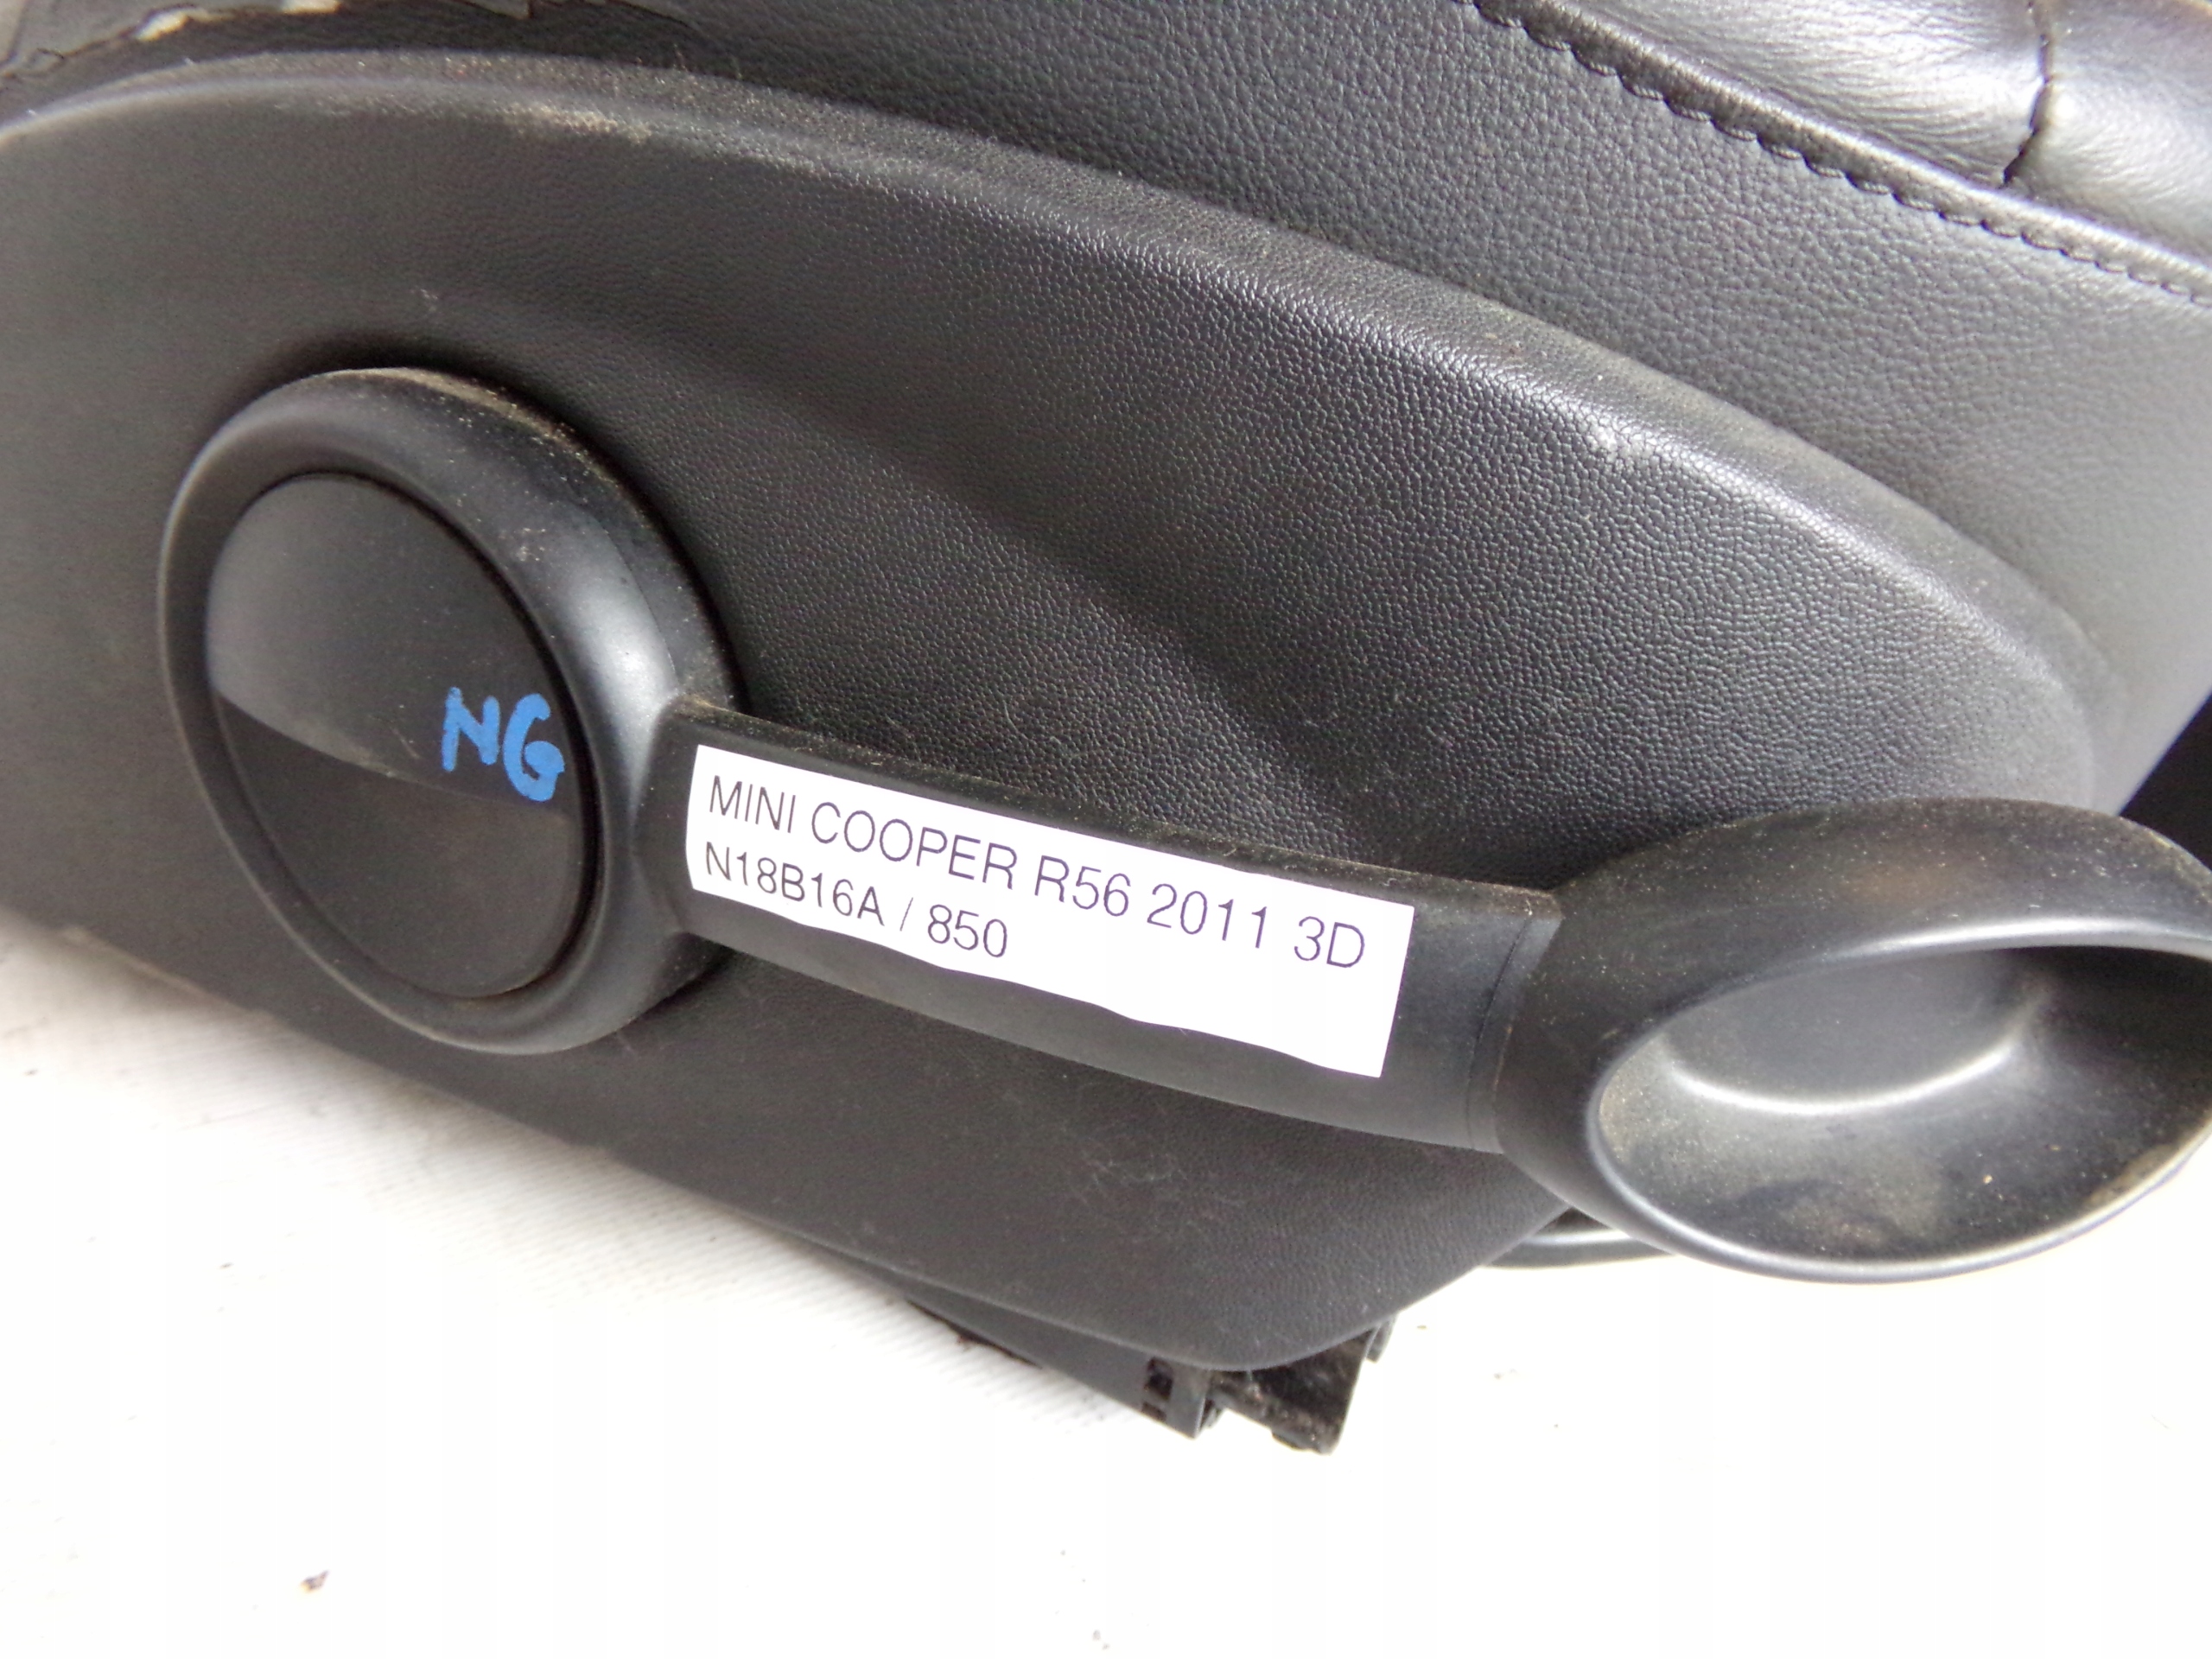 NG
MINI COOPER R56 2011 3D
N18B16A / 850